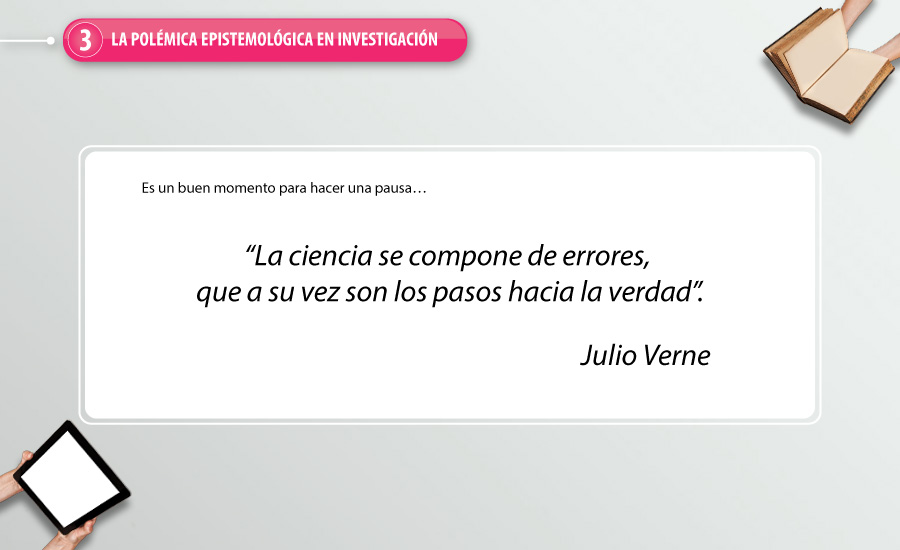 3 LA POLÉMICA EPISTEMOLÓGICA EN INVESTIGACIÓN
Es un buen momento para hacer una pausa…
“La ciencia se compone de errores,
que a su vez son los pasos hacia la verdad”.
Julio Verne